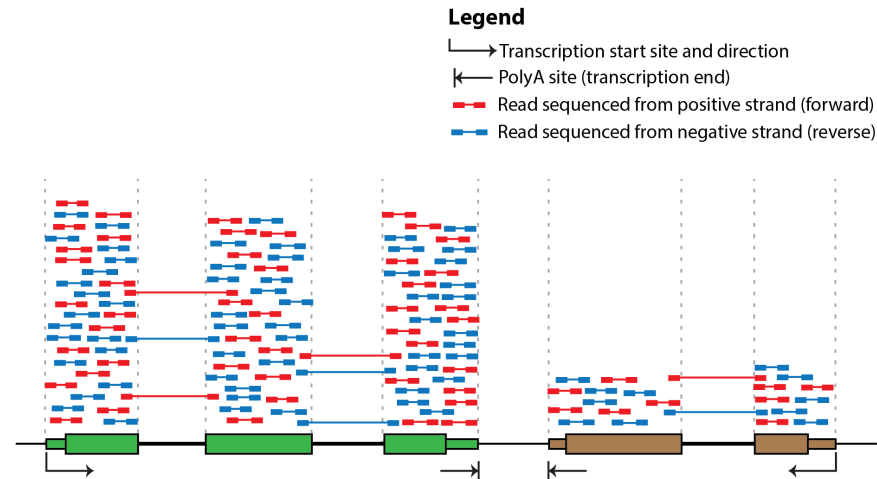 Legend
Transcription start site and direction
PolyA site (transcription end)
Read sequenced from positive strand (forward)
Read sequenced from negative strand (reverse)